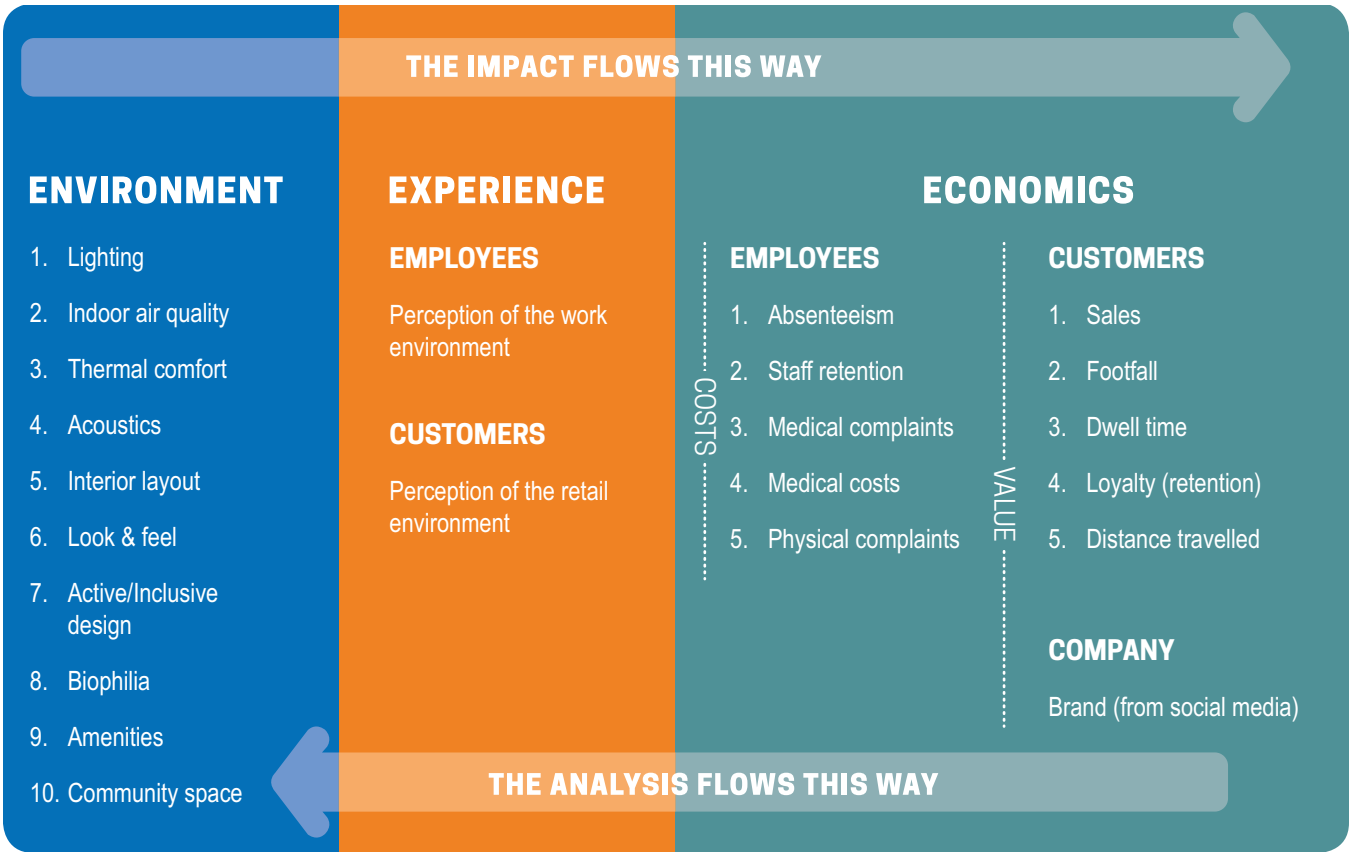 THE IMPACT FLOWS THIS WAY
ENVIRONMENT
1. Lighting
2. Indoor air quality
3. Thermal comfort
4. Acoustics
5. Interior layout
6. Look & feel
7. Active/Inclusive
design
8. Biophilia
9. Amenities
10. Community space
EXPERIENCE
EMPLOYEES
Perception of the work
environment
CUSTOMERS
Perception of the retail
environment
ECONOMICS
COSTS
EMPLOYEES
1. Absenteeism
2. Staff retention
3. Medical complaints
4. Medical costs
5. Physical complaints
VALUE
CUSTOMERS
1. Sales
2. Footfall
3. Dwell time
4. Loyalty (retention)
5. Distance travelled
COMPANY
Brand (from social media)
THE ANALYSIS FLOWS THIS WAY